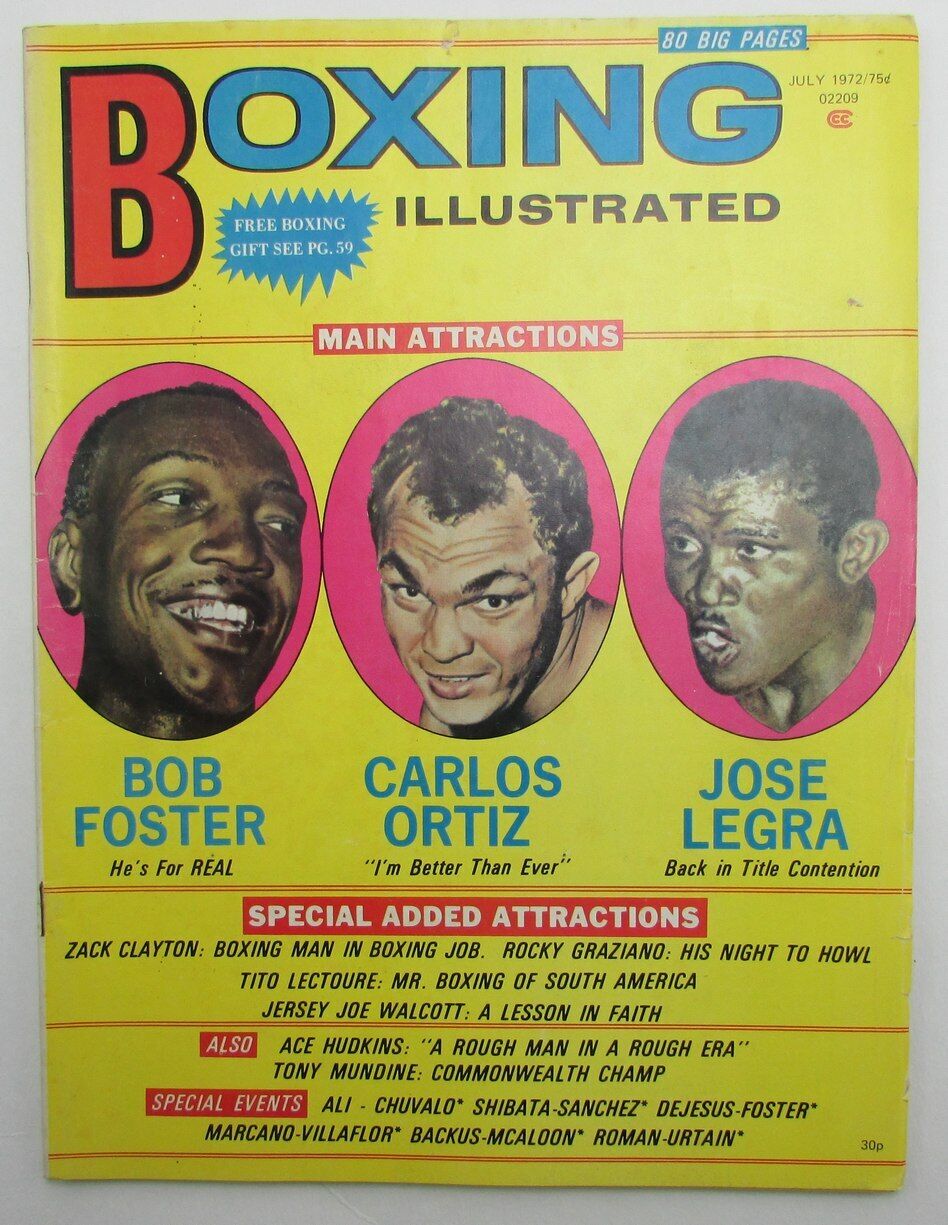 80 BIG PAGES
BOXING
JULY 1972/75¢
02209
CC
ILLUSTRATED
FREE BOXING
GIFT SEE PG. 59
MAIN ATTRACTIONS
BOB
FOSTER
He's For REAL
CARLOS
ORTIZ
"I'm Better Than Ever"
JOSE
LEGRA
Back in Title Contention
SPECIAL ADDED ATTRACTIONS
ZACK CLAYTON: BOXING MAN IN BOXING JOB. ROCKY GRAZIANO: HIS NIGHT TO HOWL
TITO LECTOURE: MR. BOXING OF SOUTH AMERICA
JERSEY JOE WALCOTT: A LESSON IN FAITH
ALSO ACE HUDKINS: "A ROUGH MAN IN A ROUGH ERA"
TONY MUNDINE: COMMONWEALTH CHAMP
SPECIAL EVENTS ALI - CHUVALO* SHIBATA-SANCHEZ* DEJESUS-FOSTER*
MARCANO-VILLAFLOR* BACKUS-MCALOON* ROMAN-URTAIN*
30p